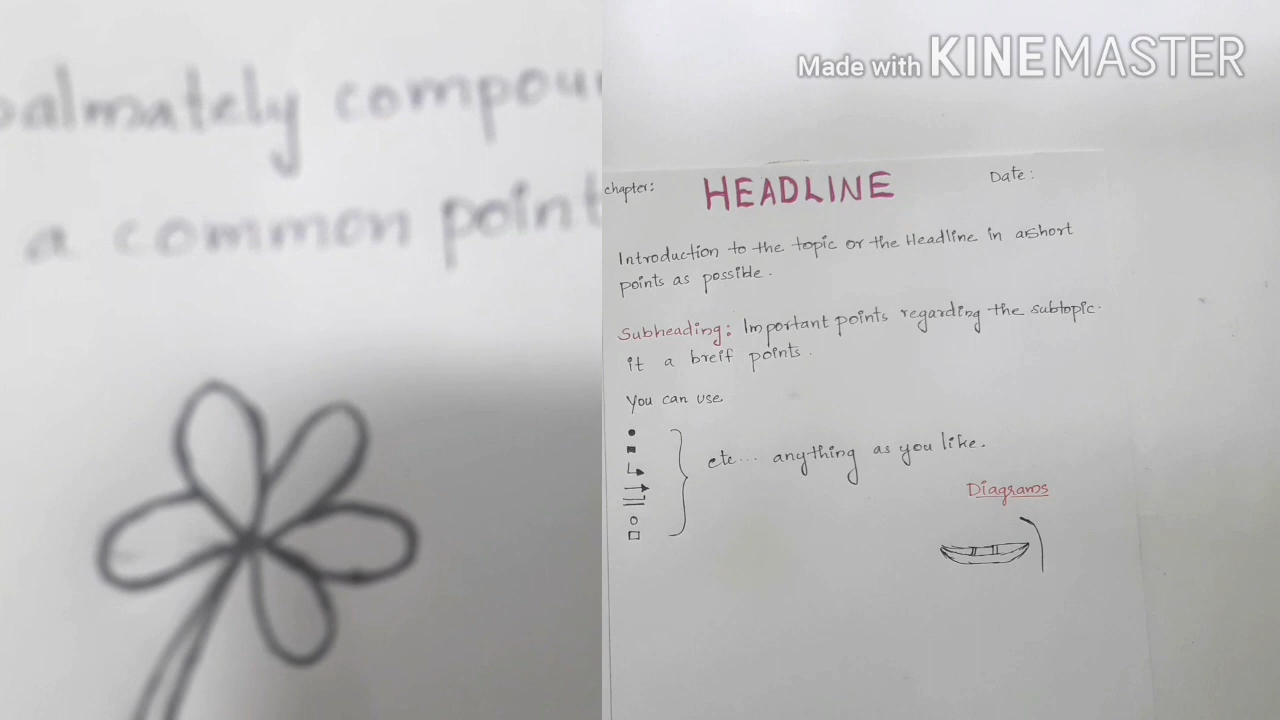 palmately compou
a common point
Made with KINEMASTER
chapter:
HEADLINE
Date:
Introduction to the topic or the Headline in a short
points as possible.
Subheading: Important points regarding the subtopic.
it a breif points.
You can use
etc... anything as you like.
Diagrams